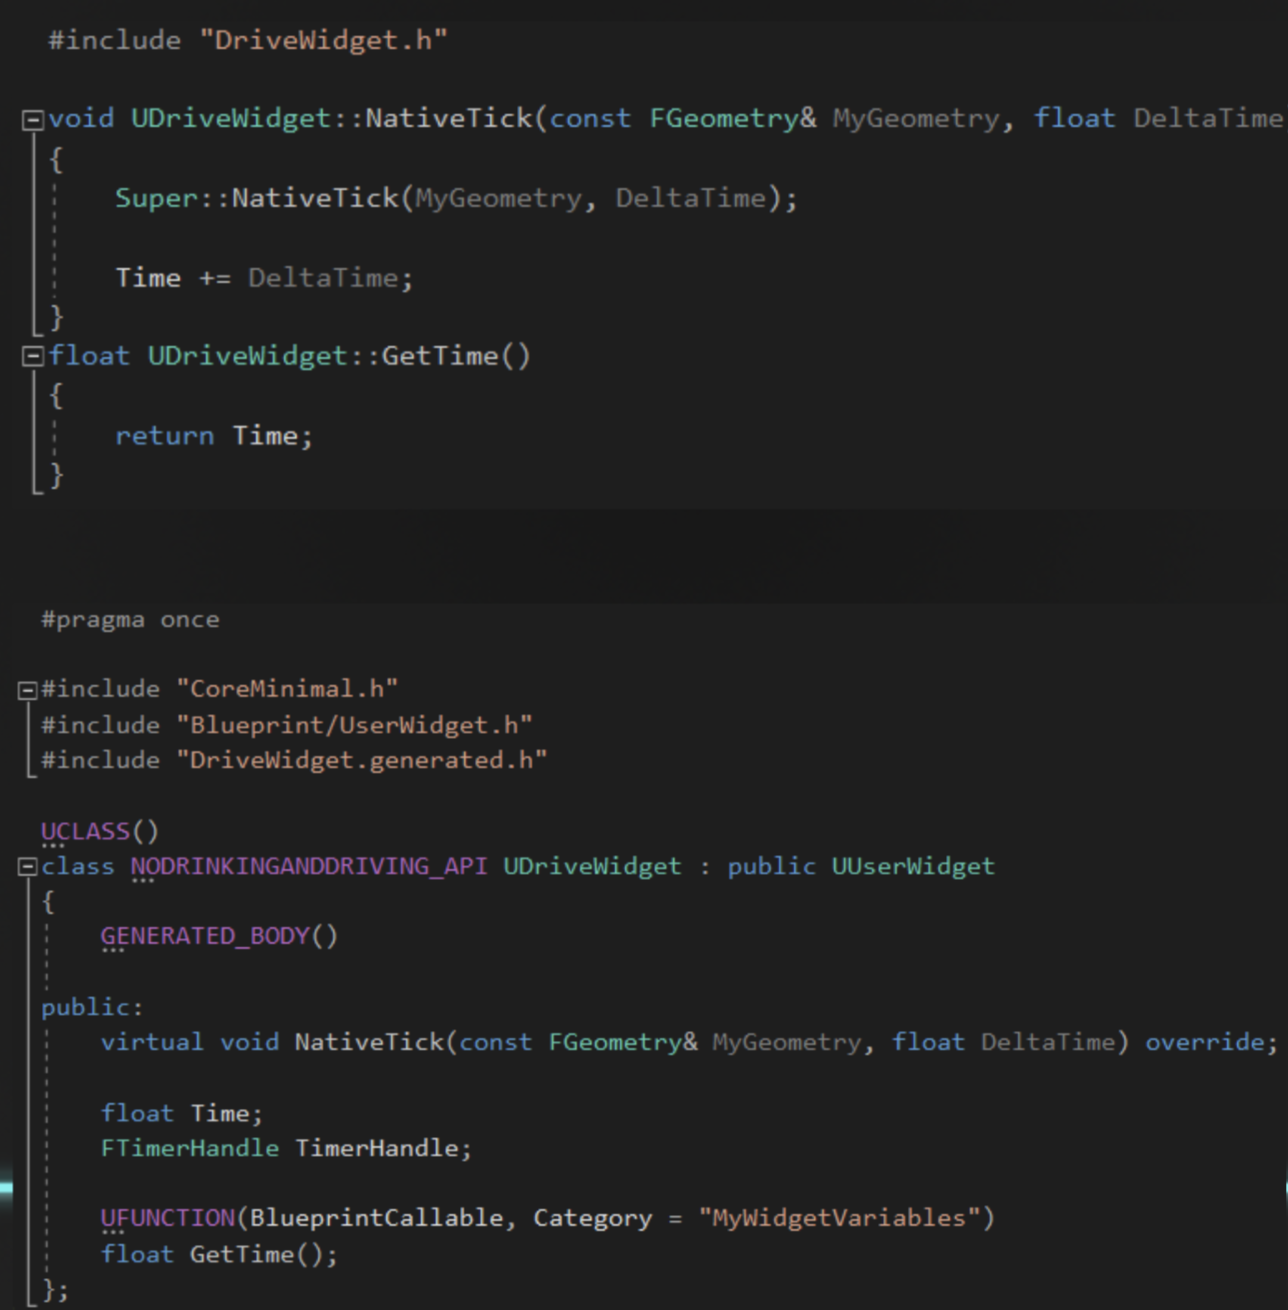 #include "DriveWidget.h"
void UDriveWidget::NativeTick(const FGeometry& MyGeometry, float DeltaTime
{
Super::NativeTick(MyGeometry, DeltaTime);
Time += DeltaTime;
}
float UDriveWidget::GetTime()
{
return Time;
}
#pragma once
#include "CoreMinimal.h"
#include "Blueprint/UserWidget.h"
#include "DriveWidget.generated.h"
UCLASS()
class NODRINKINGANDDRIVING_API UDriveWidget : public UUserWidget
{
GENERATED_BODY()
public:
virtual void NativeTick(const FGeometry& MyGeometry, float DeltaTime) override;
float Time;
FTimerHandle TimerHandle;
UFUNCTION(BlueprintCallable, Category = "MyWidgetVariables")
float GetTime();
};